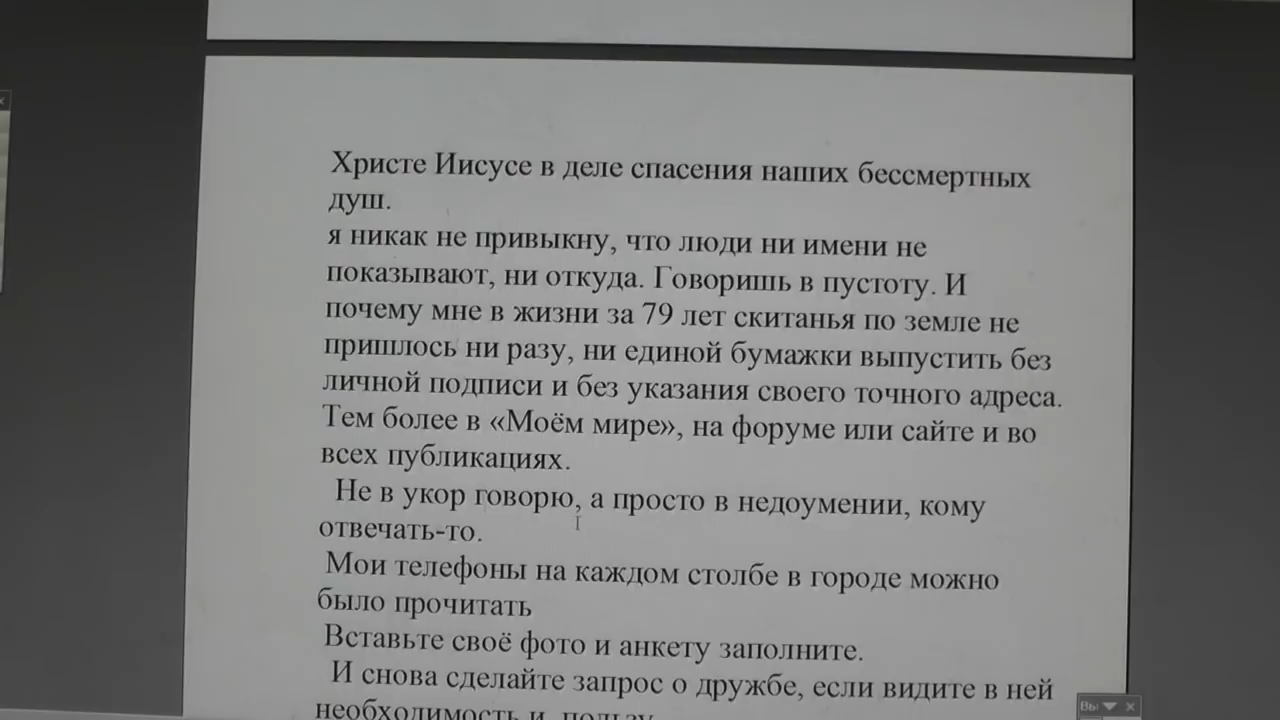 Христе Иисусе в деле спасения наших бессмертных
душ.
я никак не привыкну, что люди ни имени не
показывают, ни откуда. Говоришь в пустоту. И
почему мне в жизни за 79 лет скитанья по земле не
пришлось ни разу, ни единой бумажки выпустить без
личной подписи и без указания своего точного адреса.
Тем более в «Моём мире», на форуме или сайте и во
всех публикациях.
Не в укор говорю, а просто в недоумении, кому
отвечать-то.
Мои телефоны на каждом столбе в городе можно
было прочитать
Вставьте своё фото и анкету заполните.
И снова сделайте запрос о дружбе, если видите в ней
необходимость и пользу
Вы